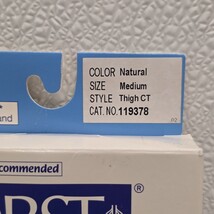 COLOR Natural
SIZE Medium
STYLE Thigh CT
CAT. NO. 119378
and
commended
®